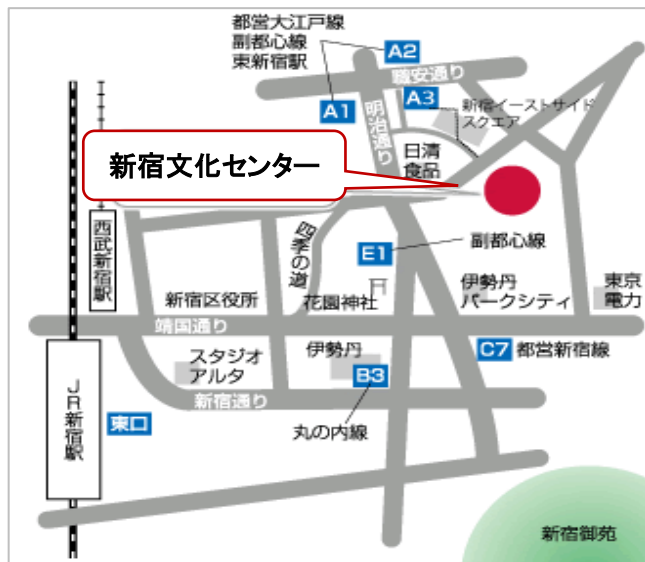 都営大江戸線
副都心線
東新宿駅
A2
職安通り
A1
A3
明治通り
新宿イーストサイド
スクエア
日清
食品
新宿文化センター
西武新宿駅
四季の道
E1
副都心線
新宿区役所
花園神社
伊勢丹
パークシティ
東京
電力
靖国通り
スタジオ
アルタ
伊勢丹
C7 都営新宿線
B3
新宿通り
JR新宿駅
東口
丸の内線
新宿御苑